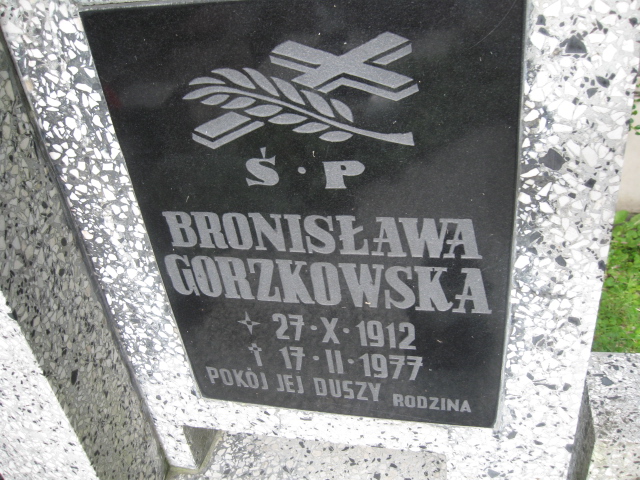 Ś · P
BRONISŁAWA
GORZKOWSKA
27 · X · 1912
† 17 · II · 1977
POKÓJ JEJ DUSZY RODZINA